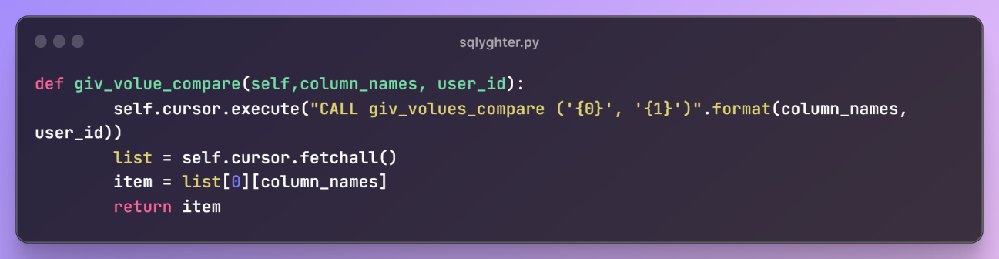 sqlyghter.py
def giv_volue_compare(self,column_names, user_id):
self.cursor.execute("CALL giv_volues_compare ('{0}', '{1}')".format(column_names,
user_id))
list = self.cursor.fetchall()
item = list[0][column_names]
return item